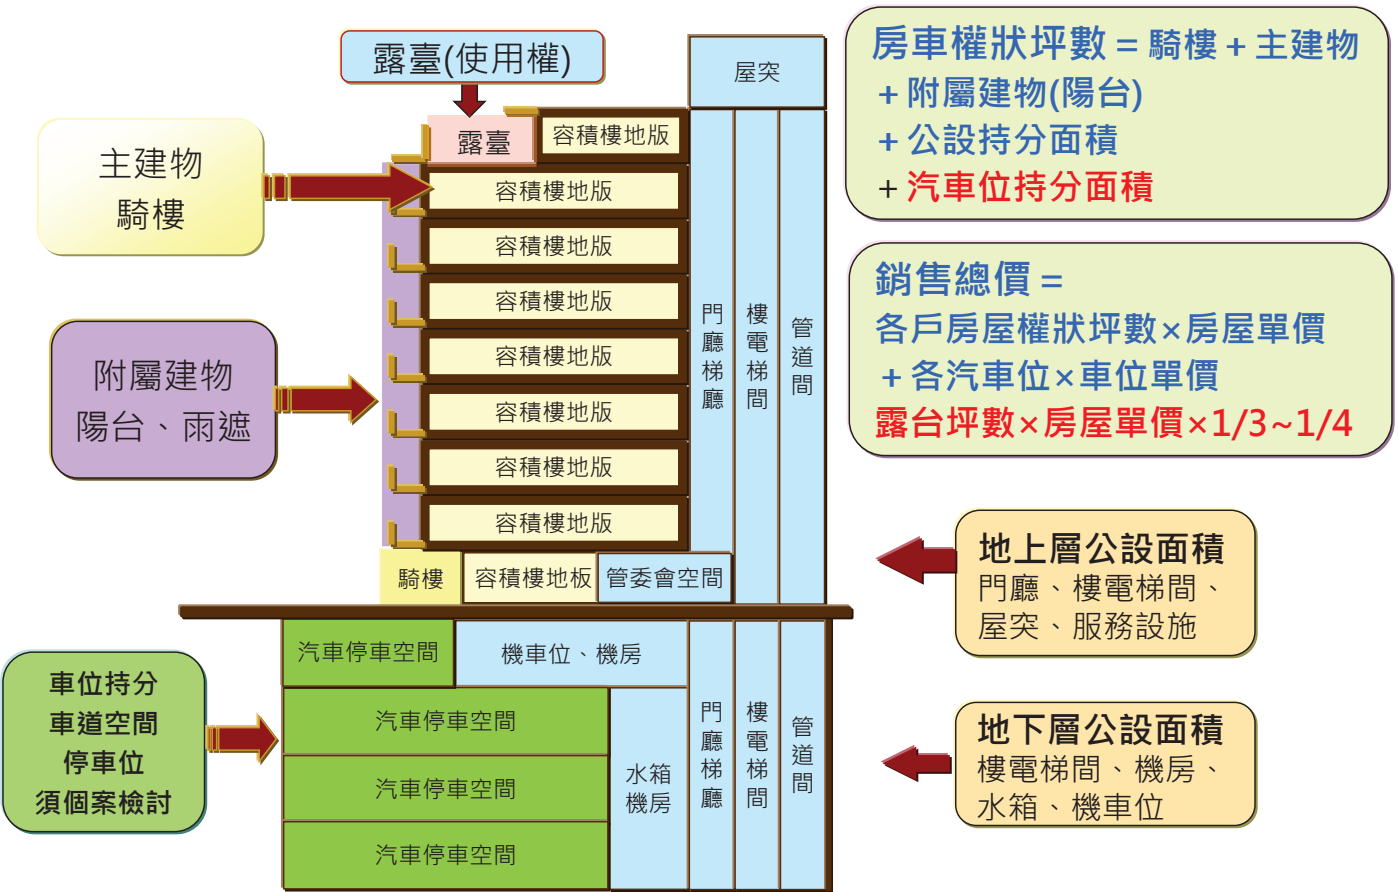 露臺(使用權)
屋突
主建物
騎樓
露臺
容積樓地版
容積樓地版
容積樓地版
容積樓地版
容積樓地版
容積樓地版
容積樓地版
容積樓地版
附屬建物
陽台、雨遮
門廳梯廳
樓電梯間
管道間
騎樓
容積樓地板
管委會空間
房車權狀坪數 = 騎樓 + 主建物
+ 附屬建物(陽台)
+ 公設持分面積
+ 汽車位持分面積
銷售總價 =
各戶房屋權狀坪數×房屋單價
+ 各汽車位×車位單價
露台坪數×房屋單價×1/3~1/4
地上層公設面積
門廳、樓電梯間、
屋突、服務設施
車位持分
車道空間
停車位
須個案檢討
汽車停車空間
機車位、機房
汽車停車空間
汽車停車空間
汽車停車空間
水箱
機房
門廳梯廳
樓電梯間
管道間
地下層公設面積
樓電梯間、機房、
水箱、機車位